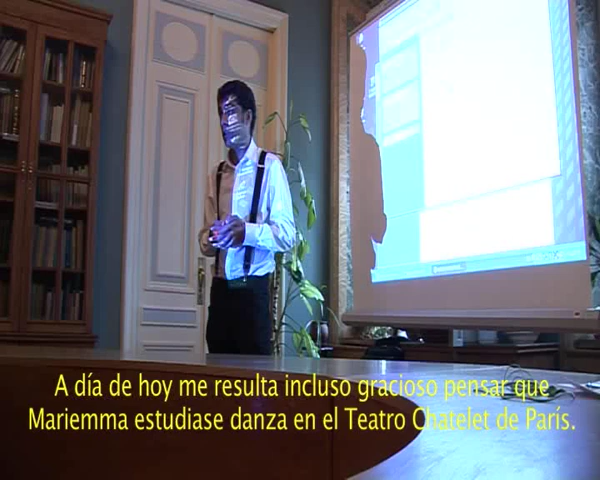 A día de hoy me resulta incluso gracioso pensar que
Mariemma estudiase danza en el Teatro Chatelet de París.